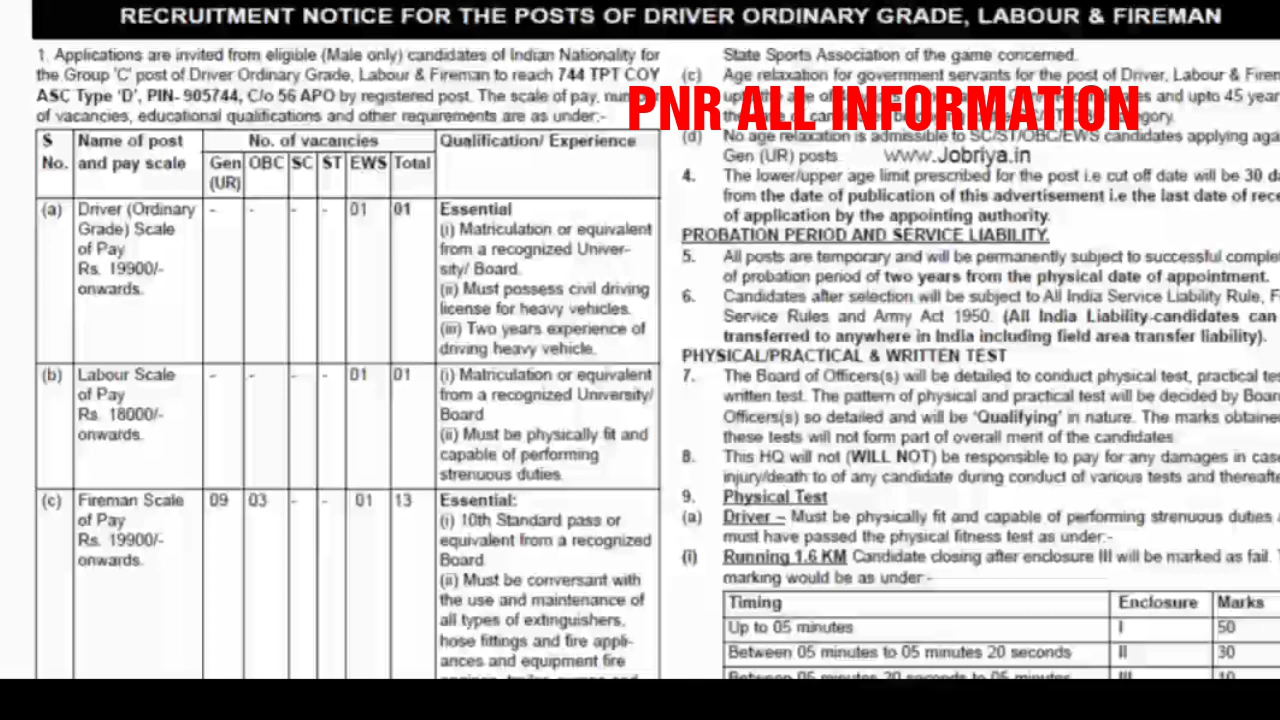 RECRUITMENT NOTICE FOR THE POSTS OF DRIVER ORDINARY GRADE, LABOUR & FIREMAN
1. Applications are invited from eligible (Male only) candidates of Indian Nationality for
the Group 'C' post of Driver Ordinary Grade, Labour & Fireman to reach 744 TPT COY
ASC Type 'D', PIN- 905744, C/o 56 APO by registered post. The scale of pay,
of vacancies, educational qualifications and other requirements are as under:-
S No. Name of post and pay scale No. of vacancies Qualification/ Experience
Gen (UR) OBC SC ST EWS Total
(a) Driver (Ordinary - - - - 01 01 Essential
Grade) Scale (i) Matriculation or equivalent
of Pay from a recognized Univer-
Rs. 19900/- sity/ Board.
onwards. (ii) Must possess civil driving
license for heavy vehicles.
(iii) Two years experience of
driving heavy vehicle.
(b) Labour Scale - - - - 01 01 (i) Matriculation or equivalent
of Pay from a recognized University/
Rs. 18000/- Board
onwards. (ii) Must be physically fit and
capable of performing
strenuous duties.
(c) Fireman Scale 09 03 - - 01 13 Essential:
of Pay (i) 10th Standard pass or
Rs. 19900/- equivalent from a recognized
onwards. Board
(ii) Must be conversant with
the use and maintenance of
all types of extinguishers,
hose fittings and fire appli-
ances and equipment fire
State Sports Association of the game concerned.
(c) Age relaxation for government servants for the post of Driver, Labour &
PNR ALL INFORMATION
and upto 45
(d) No age relaxation is admissible to SC/ST/OBC/EWS candidates applying
Gen (UR) posts. www.Jobriya.in
4. The lower/upper age limit prescribed for the post i.e cut off date will be 30
from the date of publication of this advertisement i.e the last date of
of application by the appointing authority.
PROBATION PERIOD AND SERVICE LIABILITY.
5. All posts are temporary and will be permanently subject to successful
of probation period of two years from the physical date of appointment.
6. Candidates after selection will be subject to All India Service Liability Rule,
Service Rules and Army Act 1950. (All India Liability-candidates can
transferred to anywhere in India including field area transfer liability).
PHYSICAL/PRACTICAL & WRITTEN TEST
7. The Board of Officers(s) will be detailed to conduct physical test, practical
written test. The pattern of physical and practical test will be decided by
Officers(s) so detailed and will be 'Qualifying' in nature. The marks
these tests will not form part of overall merit of the candidates
8. This HQ will not (WILL NOT) be responsible to pay for any damages in
injury/death to of any candidate during conduct of various tests and
9. Physical Test
(a) Driver – Must be physically fit and capable of performing strenuous duties
must have passed the physical fitness test as under:-
(i) Running 1.6 KM Candidate closing after enclosure III will be marked as fail.
marking would be as under -
Timing Enclosure Marks
Up to 05 minutes I 50
Between 05 minutes to 05 minutes 20 seconds II 30